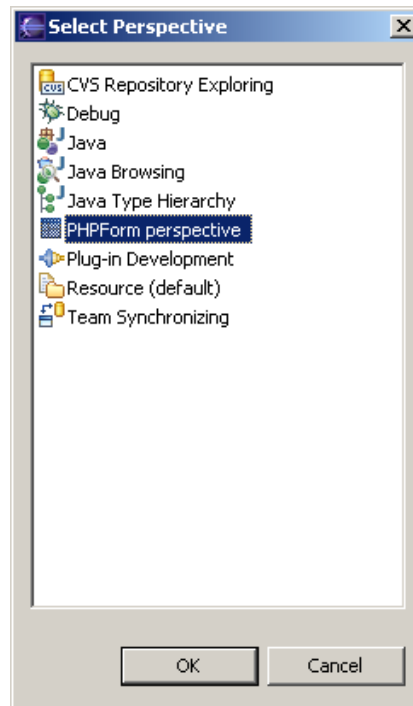 Select Perspective
CVS Repository Exploring
Debug
Java
Java Browsing
Java Type Hierarchy
PHPForm perspective
Plug-in Development
Resource (default)
Team Synchronizing
OK
Cancel